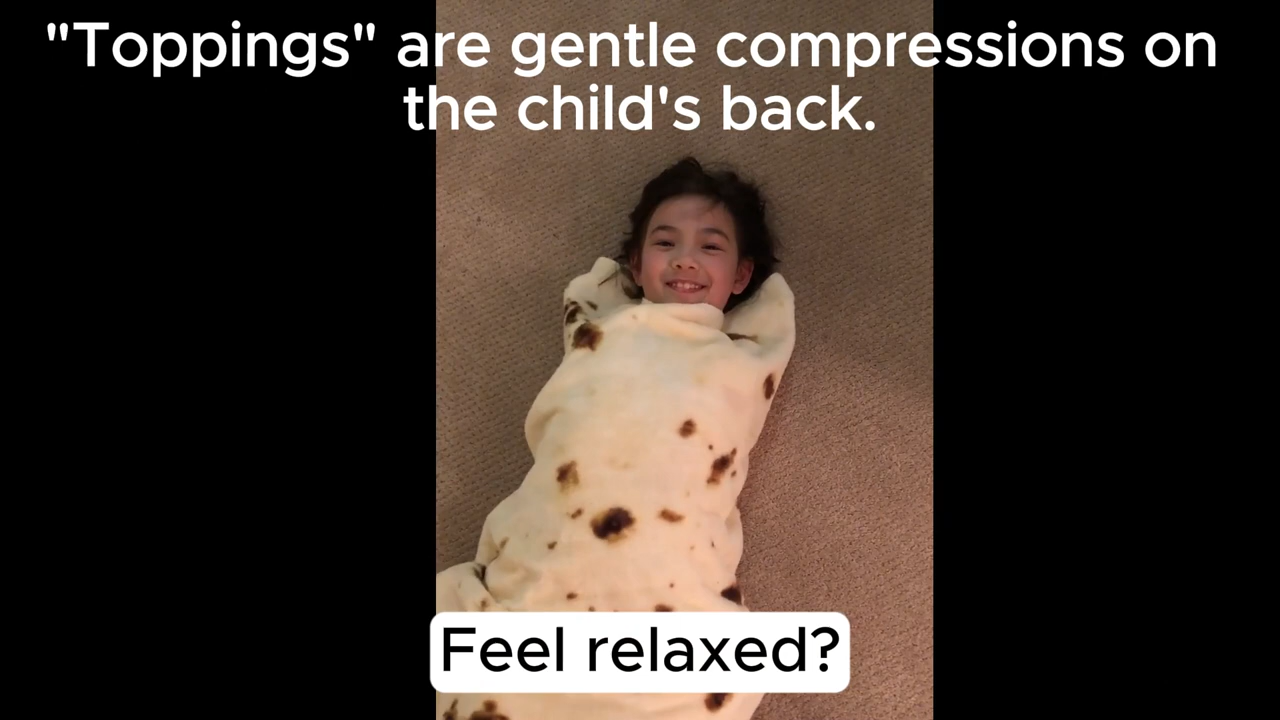 "Toppings" are gentle compressions on
the child's back.
Feel relaxed?